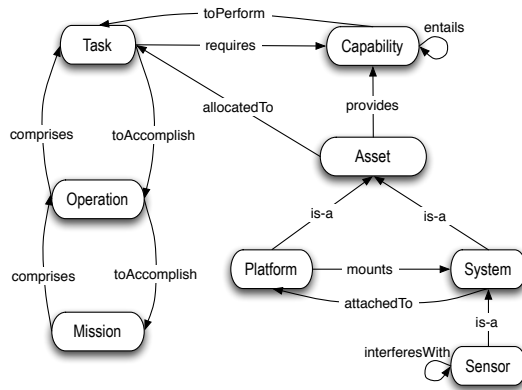 toPerform
Task
requires
Capability
entails
allocatedTo
provides
comprises
toAccomplish
Asset
Operation
is-a
is-a
comprises
toAccomplish
Platform
mounts
System
attachedTo
Mission
is-a
interferesWith
Sensor